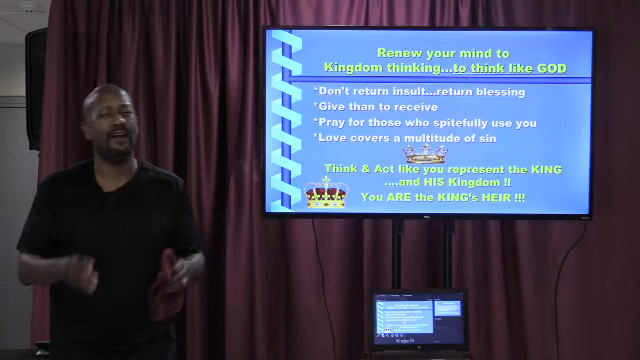 Renew your mind to
Kingdom thinking...to think like GOD
*Don't return insult...return blessing
*Give than to receive
*Pray for those who spitefully use you
*Love covers a multitude of sin
Think & Act like you represent the KING
....and HIS Kingdom !!
You ARE the KING's HEIR !!!